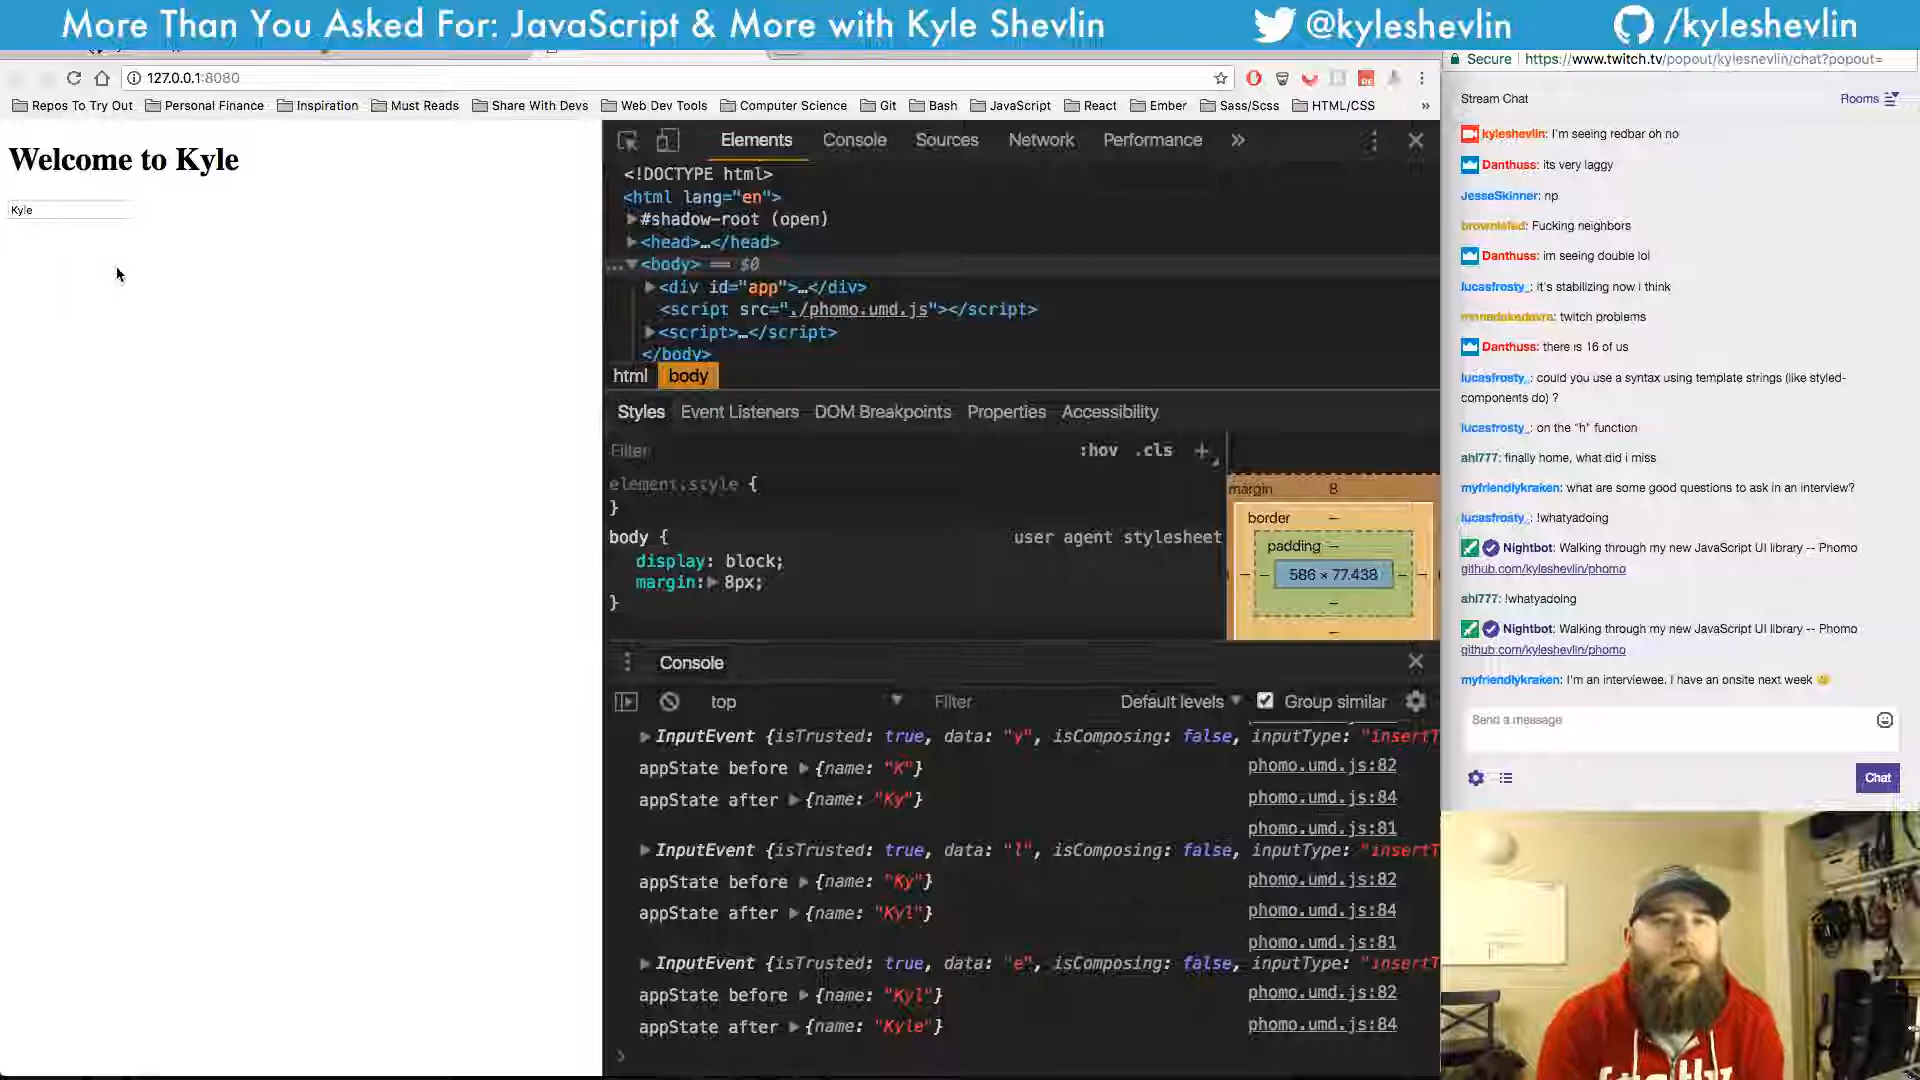 More Than You Asked For: JavaScript & More with Kyle Shevlin
@kyleshevlin
/kyleshevlin
127.0.0.1:8080
Repos To Try Out
Personal Finance
Inspiration
Must Reads
Share With Devs
Web Dev Tools
Computer Science
Git
Bash
JavaScript
React
Ember
Sass/Scss
HTML/CSS
»
Welcome to Kyle
Kyle
Elements
Console
Sources
Network
Performance
»
<!DOCTYPE html>
<html lang="en">
#shadow-root (open)
<head>…</head>
…
<body> == $0
<div id="app">…</div>
<script src="./phomo.umd.js"></script>
<script>…</script>
</body>
html
body
Styles
Event Listeners
DOM Breakpoints
Properties
Accessibility
Filter
:hov
.cls
+
element.style {
}
body {
user agent stylesheet
display: block;
margin: 8px;
}
margin
8
border
–
padding
–
586 × 77.438
Console
top
Filter
Default levels
Group similar
InputEvent {isTrusted: true, data: "y", isComposing: false, inputType: "insertT
appState before {name: "K"}
phomo.umd.js:82
appState after {name: "Ky"}
phomo.umd.js:84
phomo.umd.js:81
InputEvent {isTrusted: true, data: "l", isComposing: false, inputType: "insertT
appState before {name: "Ky"}
phomo.umd.js:82
appState after {name: "Kyl"}
phomo.umd.js:84
phomo.umd.js:81
InputEvent {isTrusted: true, data: "e", isComposing: false, inputType: "insertT
appState before {name: "Kyl"}
phomo.umd.js:82
appState after {name: "Kyle"}
phomo.umd.js:84
Secure
https://www.twitch.tv/popout/kyleshevlin/chat?popout=
Stream Chat
Rooms
kyleshevlin: I'm seeing redbar oh no
Danthuss: its very laggy
JesseSkinner: np
Fucking neighbors
Danthuss: im seeing double lol
lucasfrosty_: it's stabilizing now i think
twitch problems
Danthuss: there is 16 of us
lucasfrosty_: could you use a syntax using template strings (like styled-
components do) ?
lucasfrosty_: on the "h" function
ahl777: finally home, what did i miss
myfriendlykraken: what are some good questions to ask in an interview?
lucasfrosty_: !whatyadoing
Nightbot: Walking through my new JavaScript UI library -- Phomo
github.com/kyleshevlin/phomo
ahl777: !whatyadoing
Nightbot: Walking through my new JavaScript UI library -- Phomo
github.com/kyleshevlin/phomo
myfriendlykraken: I'm an interviewee. I have an onsite next week
Send a message
Chat